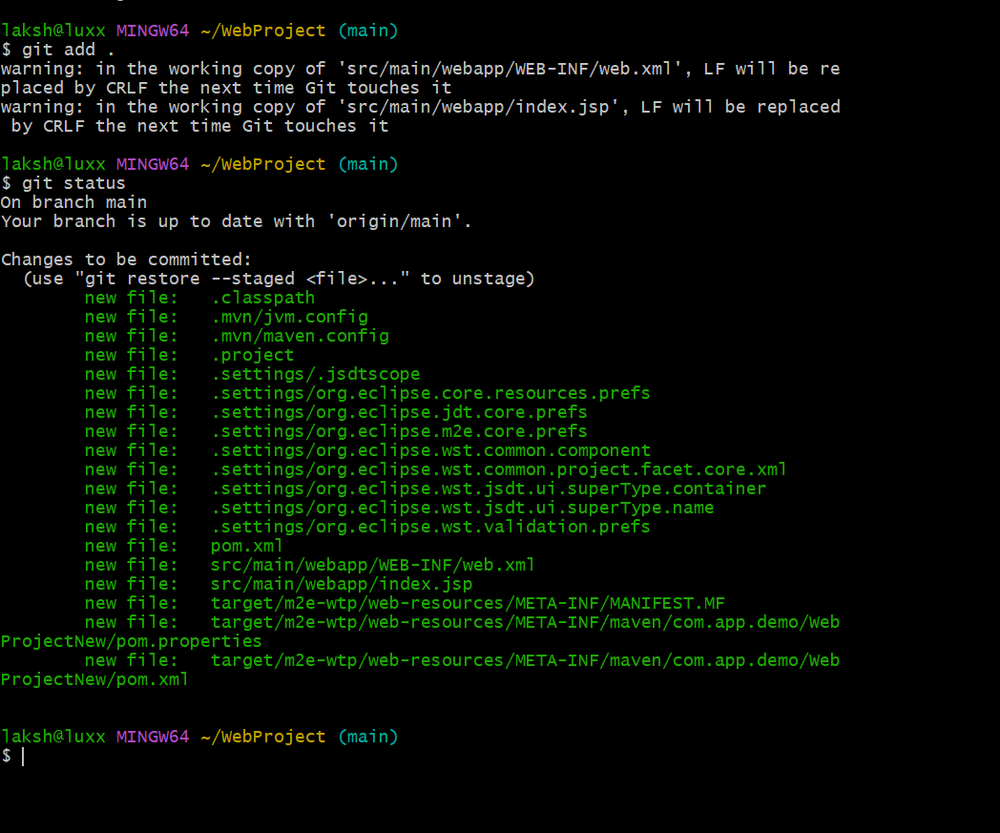 laksh@luxx MINGW64 ~/WebProject (main)
$ git add .
warning: in the working copy of 'src/main/webapp/WEB-INF/web.xml', LF will be re
placed by CRLF the next time Git touches it
warning: in the working copy of 'src/main/webapp/index.jsp', LF will be replaced
 by CRLF the next time Git touches it
laksh@luxx MINGW64 ~/WebProject (main)
$ git status
On branch main
Your branch is up to date with 'origin/main'.
Changes to be committed:
  (use "git restore --staged <file>..." to unstage)
        new file:   .classpath
        new file:   .mvn/jvm.config
        new file:   .mvn/maven.config
        new file:   .project
        new file:   .settings/.jsdtscope
        new file:   .settings/org.eclipse.core.resources.prefs
        new file:   .settings/org.eclipse.jdt.core.prefs
        new file:   .settings/org.eclipse.m2e.core.prefs
        new file:   .settings/org.eclipse.wst.common.component
        new file:   .settings/org.eclipse.wst.common.project.facet.core.xml
        new file:   .settings/org.eclipse.wst.jsdt.ui.superType.container
        new file:   .settings/org.eclipse.wst.jsdt.ui.superType.name
        new file:   .settings/org.eclipse.wst.validation.prefs
        new file:   pom.xml
        new file:   src/main/webapp/WEB-INF/web.xml
        new file:   src/main/webapp/index.jsp
        new file:   target/m2e-wtp/web-resources/META-INF/MANIFEST.MF
        new file:   target/m2e-wtp/web-resources/META-INF/maven/com.app.demo/Web
ProjectNew/pom.properties
        new file:   target/m2e-wtp/web-resources/META-INF/maven/com.app.demo/Web
ProjectNew/pom.xml
laksh@luxx MINGW64 ~/WebProject (main)
$